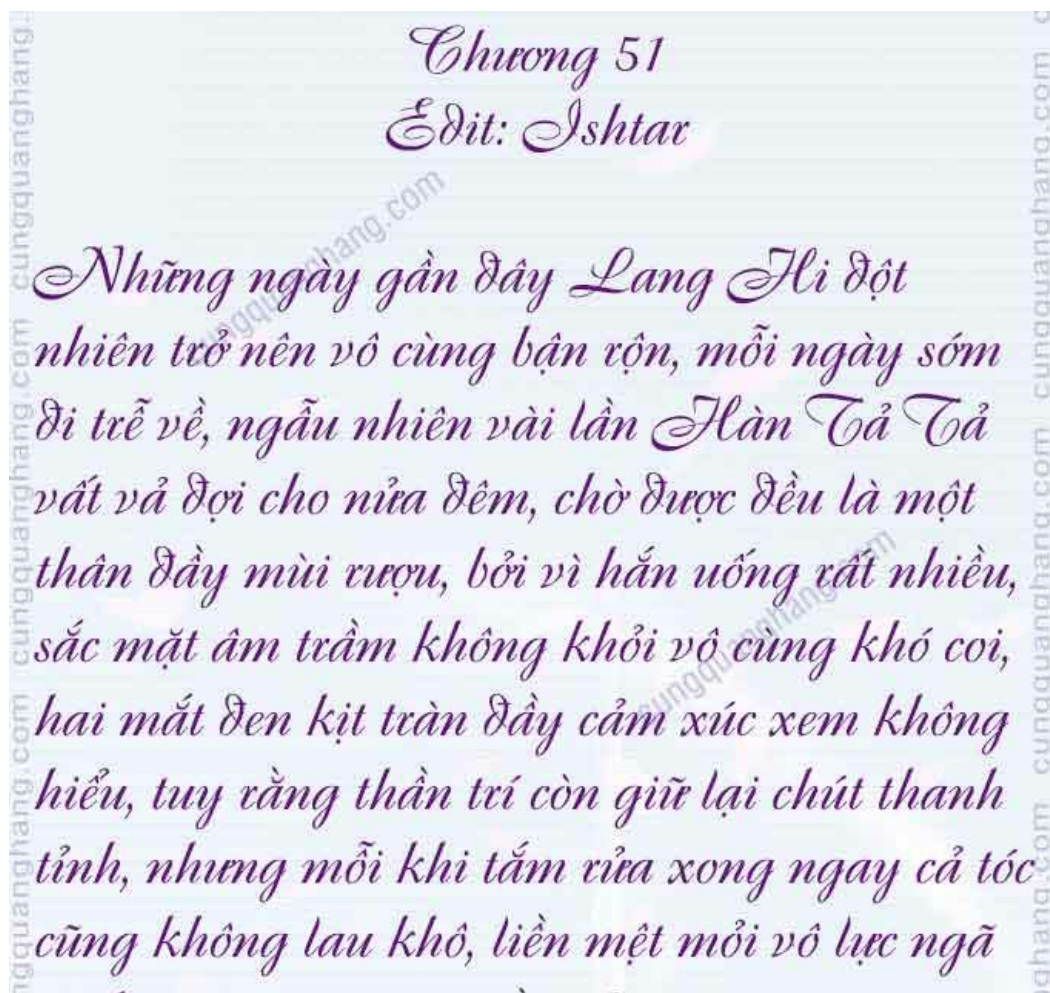 Chương 51
Edit: Ishtar
Những ngày gần đây Lang Hi đột
nhiên trở nên vô cùng bận rộn, mỗi ngày sớm
đi trễ về, ngẫu nhiên vài lần Hàn Tả Tả
vất vả đợi cho nửa đêm, chờ được đều là một
thân đầy mùi rượu, bởi vì hắn uống rất nhiều,
sắc mặt âm trầm không khỏi vô cùng khó coi,
hai mắt đen kịt tràn đầy cảm xúc xem không
hiểu, tuy rằng thần trí còn giữ lại chút thanh
tỉnh, nhưng mỗi khi tắm rửa xong ngay cả tóc
cũng không lau khô, liền mệt mỏi vô lực ngã